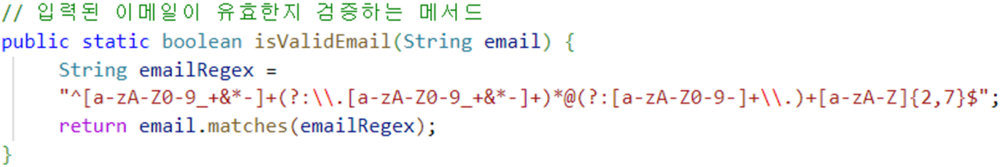 // 입력된 이메일이 유효한지 검증하는 메서드
public static boolean isValidEmail(String email) {
String emailRegex =
"^[a-zA-Z0-9_+&*-]+(?:\\.[a-zA-Z0-9_+&*-]+)*@(?:[a-zA-Z0-9-]+\\.)+[a-zA-Z]{2,7}$";
return email.matches(emailRegex);
}